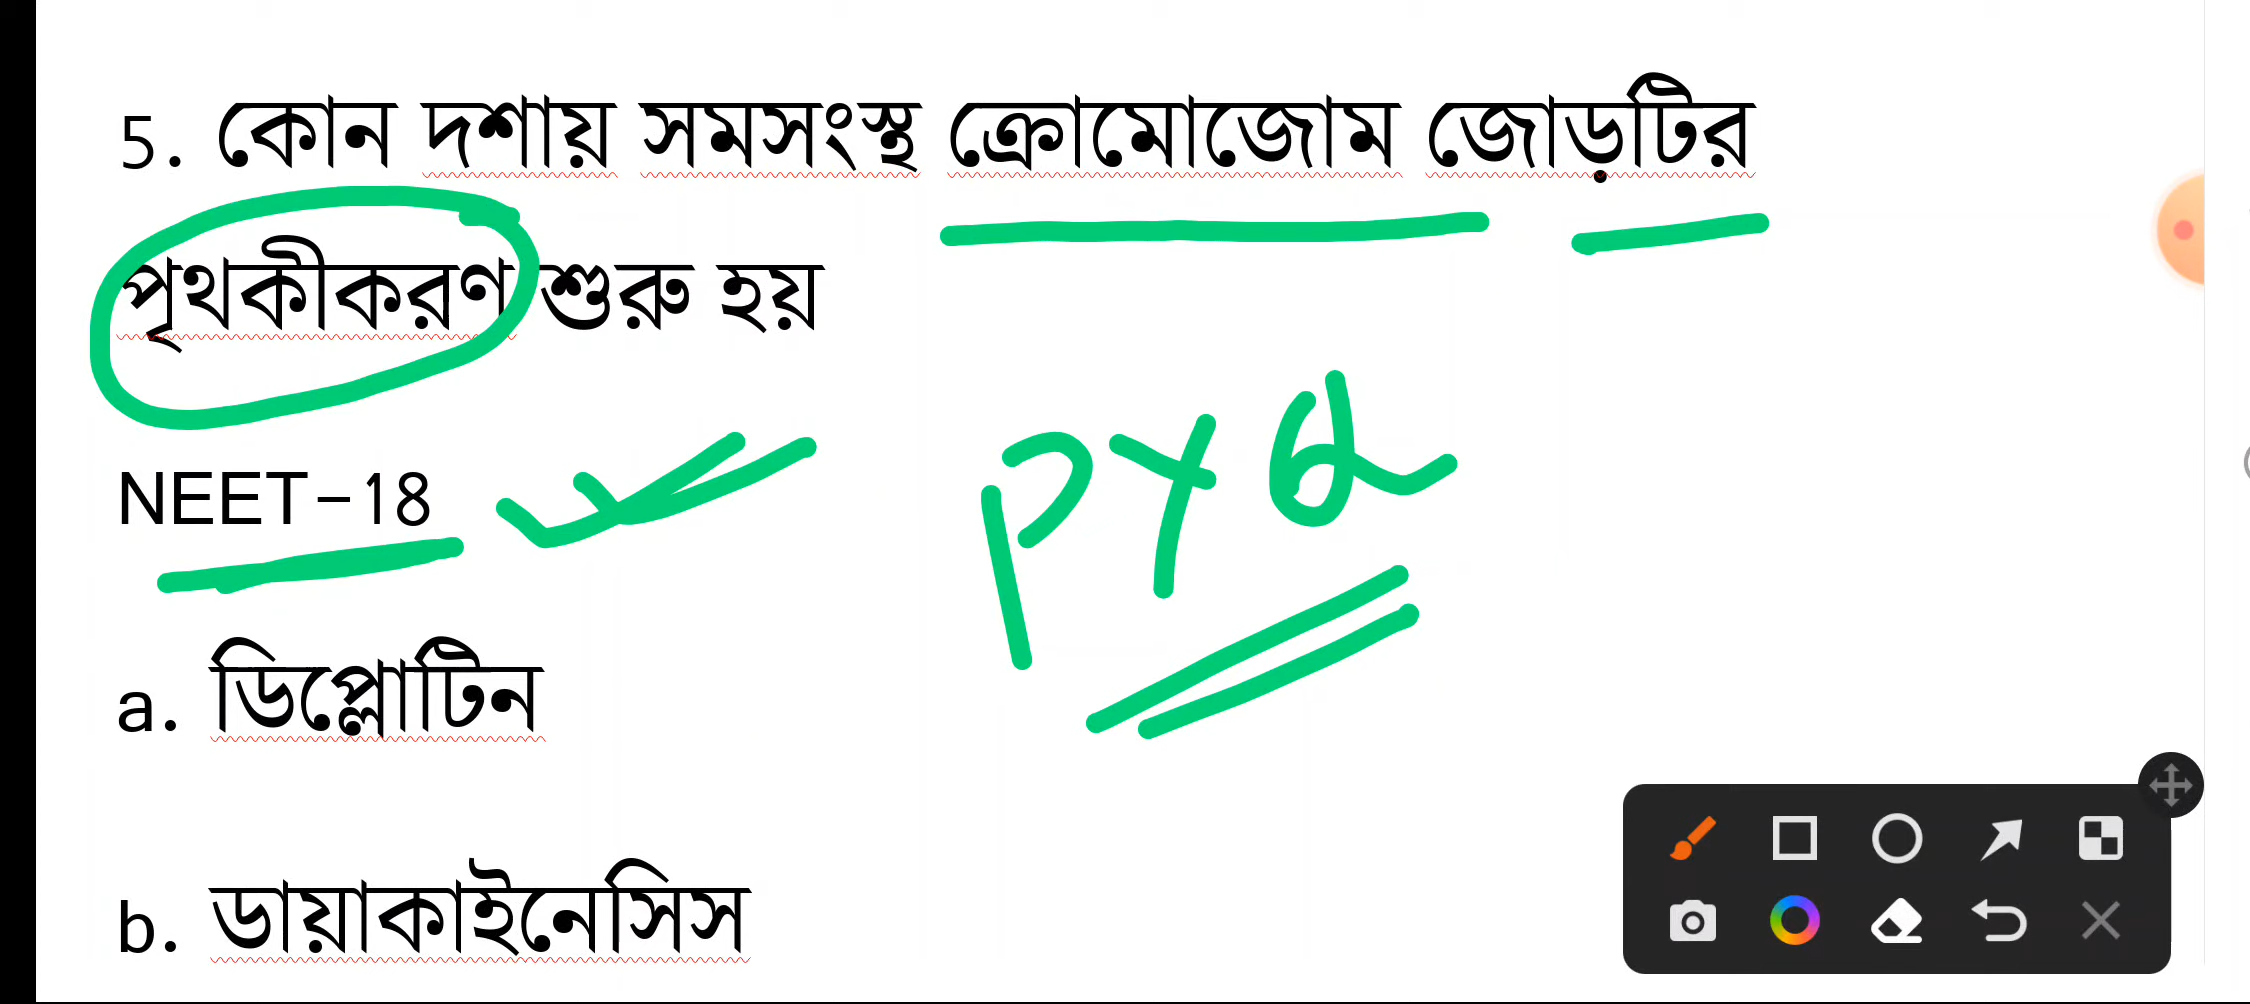 5. কোন দশায় সমসংস্থ ক্রোমোজোম জোড়টির
পৃথকীকরণ শুরু হয়
NEET-18
PYQ
a. ডিপ্লোটিন
b. ডায়াকাইনেসিস